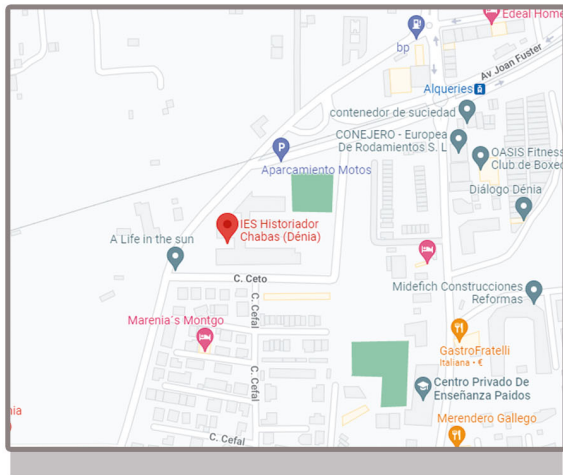 Edeal Home
bp
Av Joan Fuster
Alqueries
contenedor de suciedad
CONEJERO - Europea
De Rodamientos S. L
OASIS Fitness
Club de Boxeo
P
Aparcamiento Motos
Diálogo Dénia
IES Historiador
Chabas (Dénia)
A Life in the sun
C. Ceto
Midefich Construcciones
Reformas
C. Cefal
Marenia´s Montgo
GastroFratelli
Italiana • €
C. Cefal
Centro Privado De
Enseñanza Paidos
ia
)
Merendero Gallego
C. Cefal